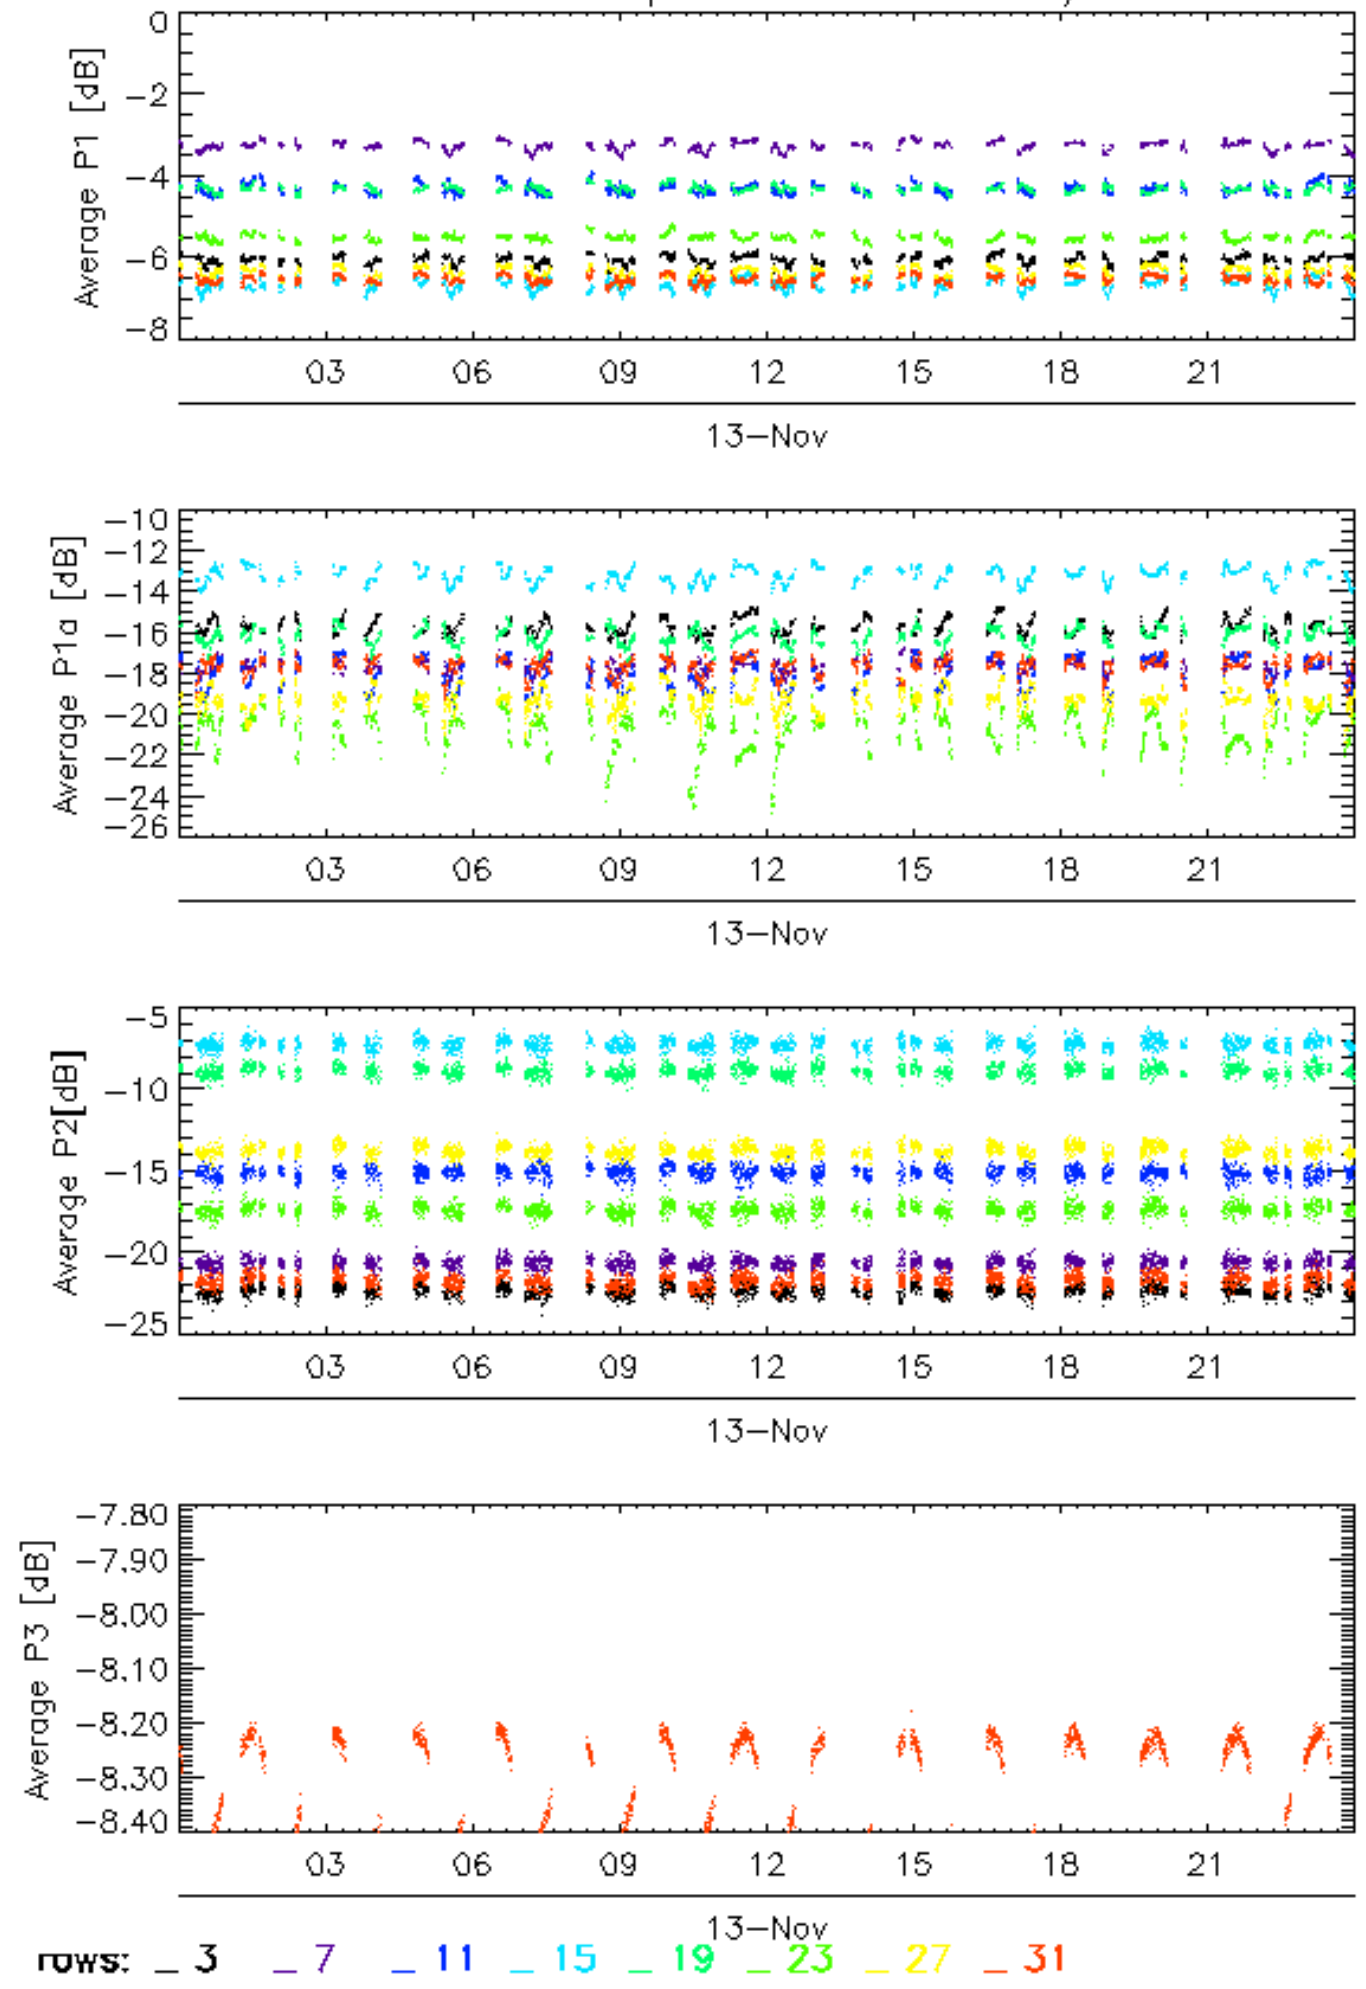 0
-2
-4
-6
-8
Average P1 [dB]
03 06 09 12 15 18 21
13-Nov
-10
-12
-14
-16
-18
-20
-22
-24
-26
Average P1a [dB]
03 06 09 12 15 18 21
13-Nov
-5
-10
-15
-20
-25
Average P2[dB]
03 06 09 12 15 18 21
13-Nov
-7.80
-7.90
-8.00
-8.10
-8.20
-8.30
-8.40
Average P3 [dB]
03 06 09 12 15 18 21
13-Nov
rows: _ 3 _ 7 _ 11 _ 15 _ 19 _ 23 _ 27 _ 31